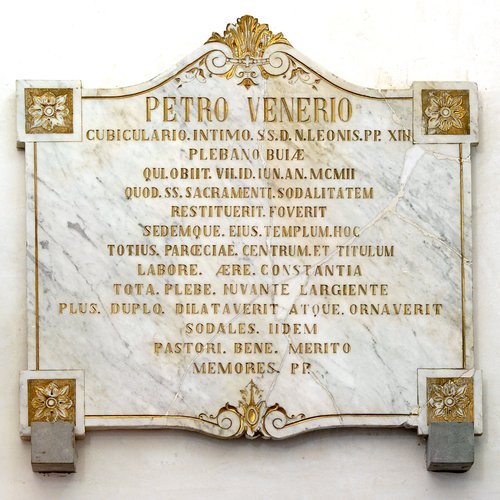 PETRO VENERIO
CUBICULARIO. INTIMO. SS. D. N. LEONIS. PP. XIII
PLEBANO BUIÆ
QUI. OBIIT. VII. ID. IUN. AN. MCMII
QUOD. SS. SACRAMENTI. SODALITATEM
RESTITUERIT. FOVERIT
SEDEMQUE. EIUS. TEMPLUM. HOC
TOTIUS. PARŒCIAE. CENTRUM. ET TITULUM
LABORE. ÆRE. CONSTANTIA
TOTA. PLEBE. IUVANTE LARGIENTE
PLUS. DUPLO. DILATAVERIT ATQUE. ORNAVERIT
SODALES. IIDEM
PASTORI. BENE. MERITO
MEMORES. PP.